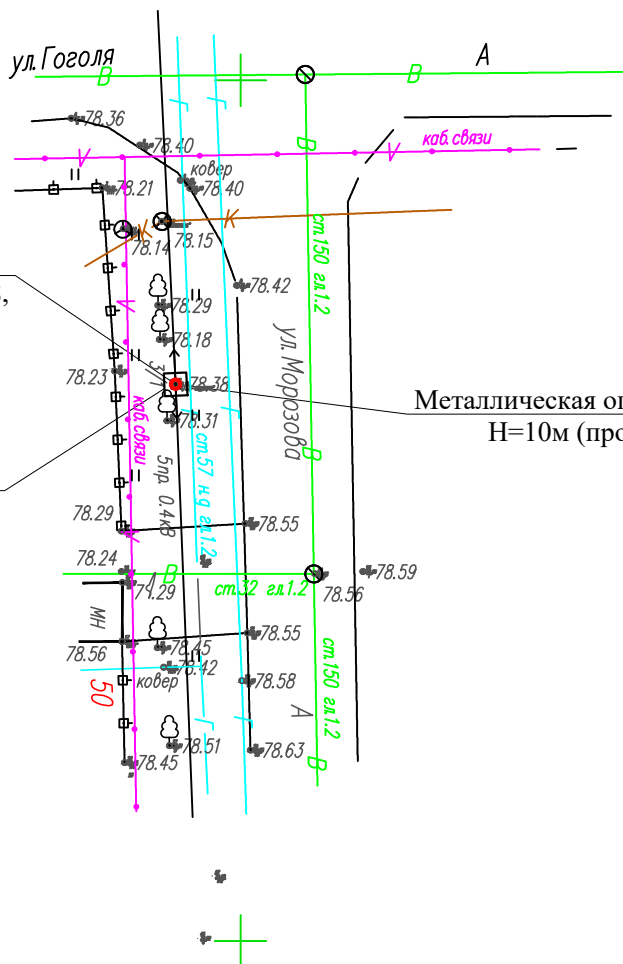 ул. Гоголя
В
В
А
Г
Г
78.36
78.40
В
каб. связи
V
V
ковер
78.21
78.40
К
К
78.14
78.15
ст.150 гл.1.2
78.42
V
78.29
ул. Морозова
78.18
78.23
78.38
Металлическая оп
Н=10м (про
каб. связи
78.31
Г
Г
ст.57 н.д гл.1.2
5пр. 0.4кВ
В
78.29
78.55
78.24
В
78.56
78.59
ст.32 гл.1.2
МН
78.55
78.56
78.45
78.42
ст.150 гл.1.2
ковер
78.58
50
А
Г
Г
78.51
78.63
78.45
В